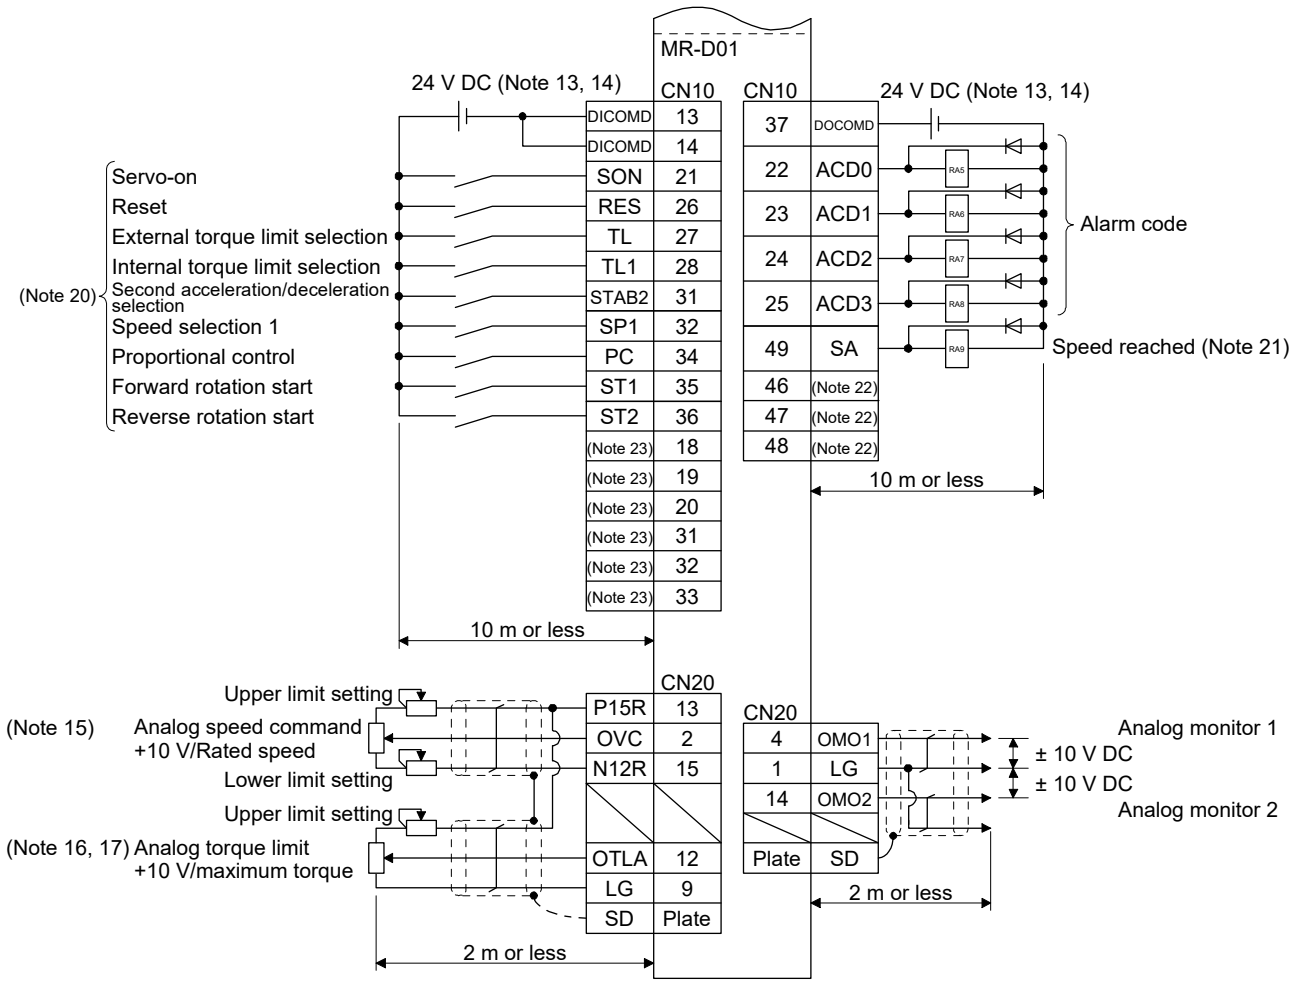 MR-D01
24 V DC (Note 13, 14)
CN10
DICOMD 13
DICOMD 14
(Note 20)
Servo-on SON 21
Reset RES 26
External torque limit selection TL 27
Internal torque limit selection TL1 28
Second acceleration/deceleration
selection STAB2 31
Speed selection 1 SP1 32
Proportional control PC 34
Forward rotation start ST1 35
Reverse rotation start ST2 36
(Note 23) 18
(Note 23) 19
(Note 23) 20
(Note 23) 31
(Note 23) 32
(Note 23) 33
10 m or less
CN10
24 V DC (Note 13, 14)
37 DOCOMD
22 ACD0 RA5
23 ACD1 RA6
24 ACD2 RA7
25 ACD3 RA8
Alarm code
49 SA RA9 Speed reached (Note 21)
46 (Note 22)
47 (Note 22)
48 (Note 22)
10 m or less
CN20
Upper limit setting
P15R 13
(Note 15) Analog speed command
+10 V/Rated speed
OVC 2
N12R 15
Lower limit setting
Upper limit setting
(Note 16, 17) Analog torque limit
+10 V/maximum torque
OTLA 12
LG 9
SD Plate
2 m or less
CN20
4 OMO1 Analog monitor 1
± 10 V DC
1 LG
± 10 V DC
14 OMO2 Analog monitor 2
Plate SD
2 m or less